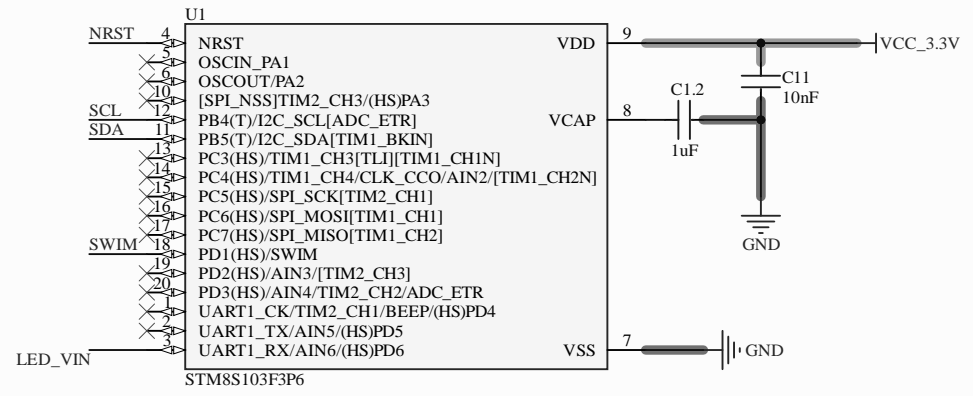 U1
NRST 4 NRST VDD 9 VCC_3.3V
5 OSCIN_PA1
6 OSCOUT/PA2
10 [SPI_NSS]TIM2_CH3/(HS)PA3
C11
10nF
SCL 12 PB4(T)/I2C_SCL[ADC_ETR] VCAP 8 C1.2
1uF
SDA 11 PB5(T)/I2C_SDA[TIM1_BKIN]
13 PC3(HS)/TIM1_CH3[TLI][TIM1_CH1N]
14 PC4(HS)/TIM1_CH4/CLK_CCO/AIN2/[TIM1_CH2N]
15 PC5(HS)/SPI_SCK[TIM2_CH1]
16 PC6(HS)/SPI_MOSI[TIM1_CH1]
17 PC7(HS)/SPI_MISO[TIM1_CH2]
GND
SWIM 18 PD1(HS)/SWIM
19 PD2(HS)/AIN3/[TIM2_CH3]
20 PD3(HS)/AIN4/TIM2_CH2/ADC_ETR
1 UART1_CK/TIM2_CH1/BEEP/(HS)PD4
2 UART1_TX/AIN5/(HS)PD5
LED_VIN 3 UART1_RX/AIN6/(HS)PD6 VSS 7 GND
STM8S103F3P6